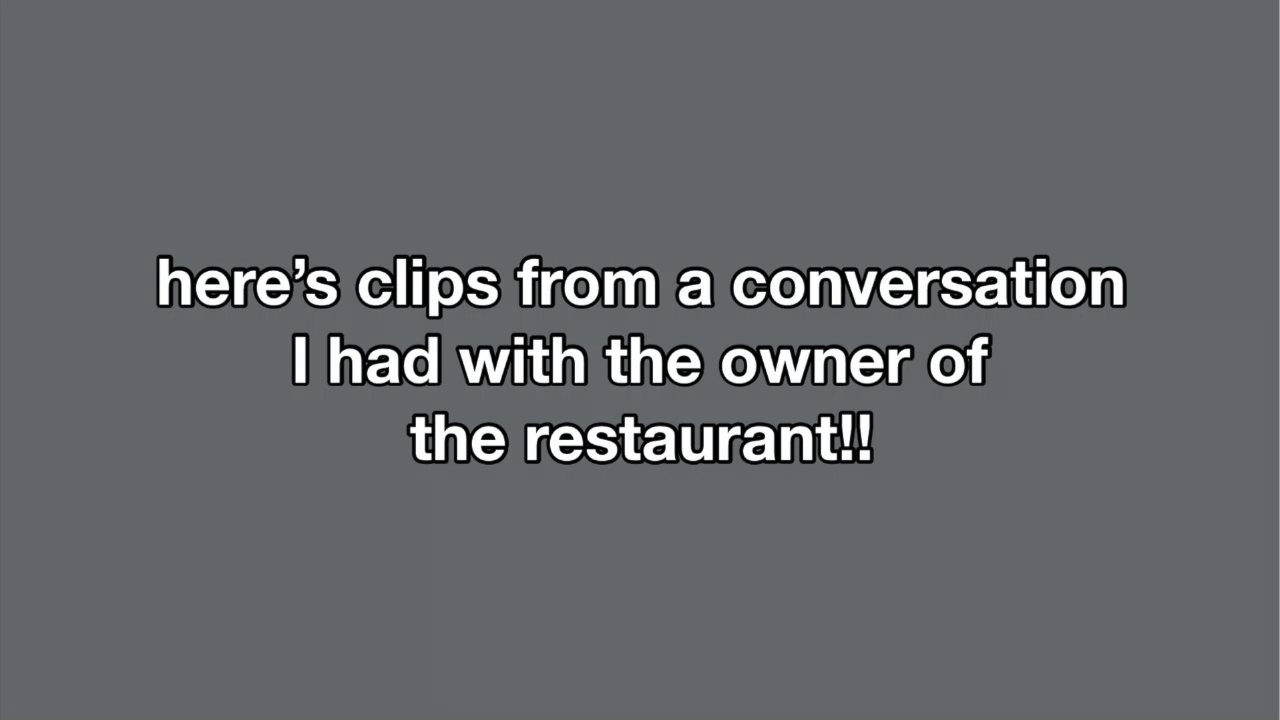 here’s clips from a conversation
I had with the owner of
the restaurant!!